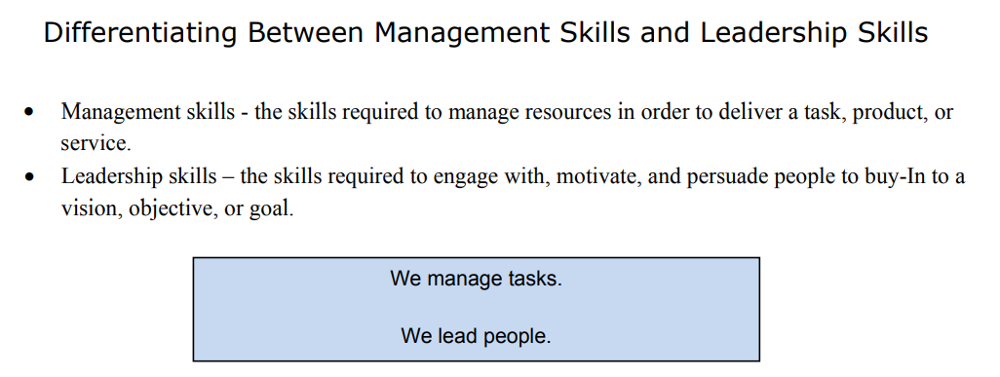 Differentiating Between Management Skills and Leadership Skills
• Management skills - the skills required to manage resources in order to deliver a task, product, or
service.
• Leadership skills – the skills required to engage with, motivate, and persuade people to buy-In to a
vision, objective, or goal.
We manage tasks.
We lead people.